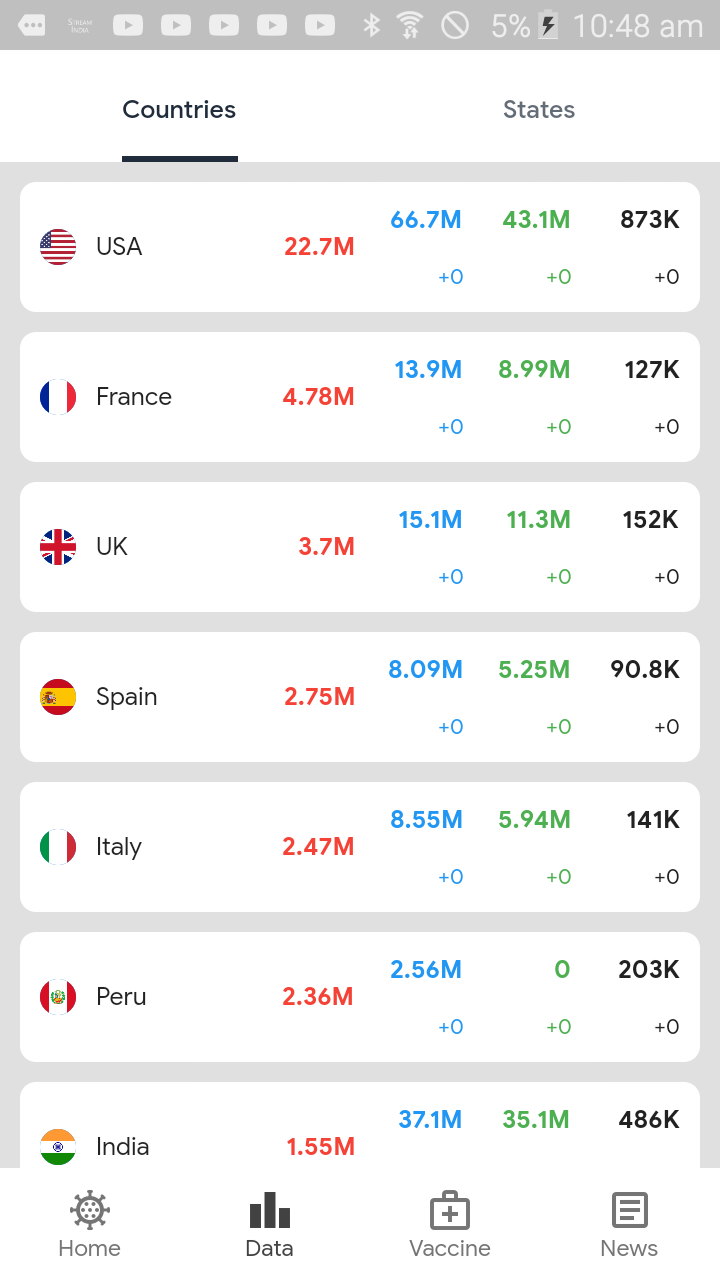 STREAM INDIA 5% 10:48 am
Countries States
66.7M 43.1M 873K
USA 22.7M
+0 +0 +0
13.9M 8.99M 127K
France 4.78M
+0 +0 +0
15.1M 11.3M 152K
UK 3.7M
+0 +0 +0
8.09M 5.25M 90.8K
Spain 2.75M
+0 +0 +0
8.55M 5.94M 141K
Italy 2.47M
+0 +0 +0
2.56M 0 203K
Peru 2.36M
+0 +0 +0
37.1M 35.1M 486K
India 1.55M
Home Data Vaccine News